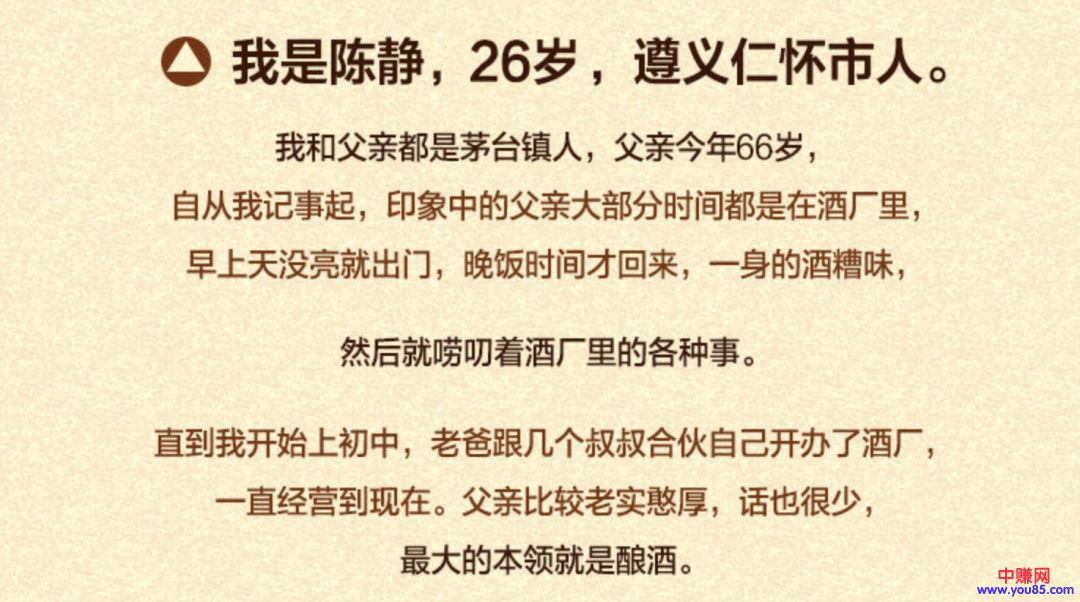 我是陈静，26岁，遵义仁怀市人。
我和父亲都是茅台镇人，父亲今年66岁，
自从我记事起，印象中的父亲大部分时间都是在酒厂里，
早上天没亮就出门，晚饭时间才回来，一身的酒糟味，
然后就唠叨着酒厂里的各种事。
直到我开始上初中，老爸跟几个叔叔合伙自己开办了酒厂，
一直经营到现在。父亲比较老实憨厚，话也很少，
最大的本领就是酿酒。
中赚网
www.you85.com